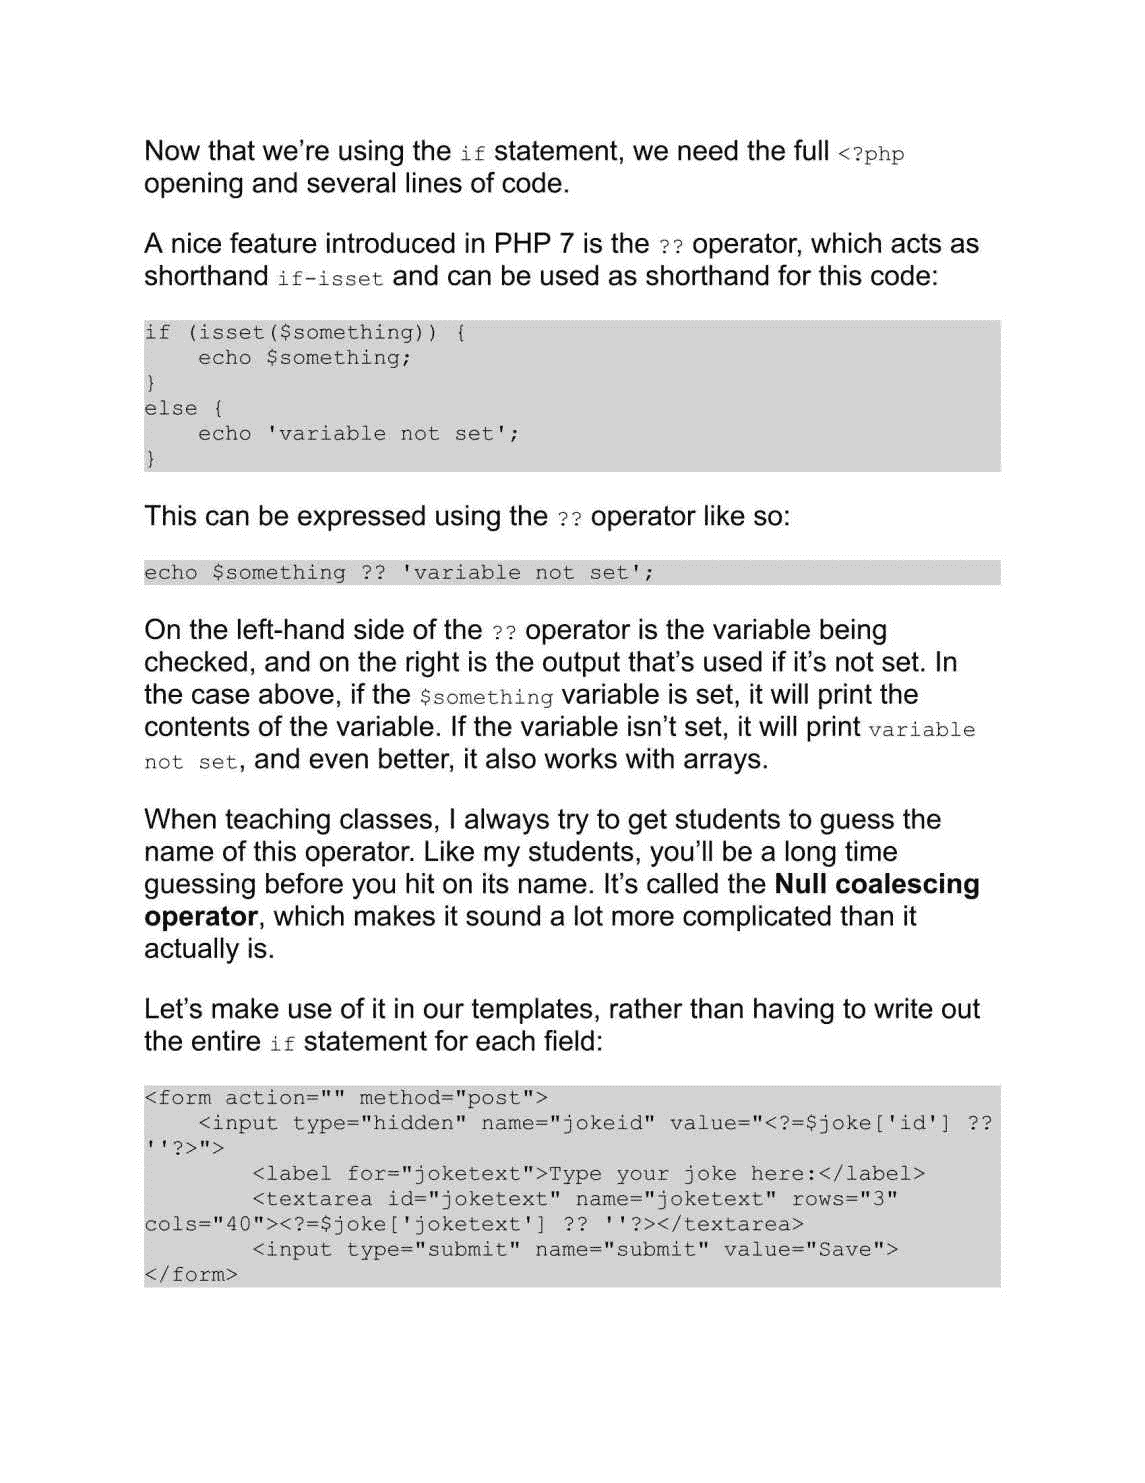 Now that we’re using the if statement, we need the full <?php
opening and several lines of code.
A nice feature introduced in PHP 7 is the ?? operator, which acts as
shorthand if-isset and can be used as shorthand for this code:
if (isset($something)) {
    echo $something;
}
else {
    echo 'variable not set';
}
This can be expressed using the ?? operator like so:
echo $something ?? 'variable not set';
On the left-hand side of the ?? operator is the variable being
checked, and on the right is the output that’s used if it’s not set. In
the case above, if the $something variable is set, it will print the
contents of the variable. If the variable isn’t set, it will print variable
not set, and even better, it also works with arrays.
When teaching classes, I always try to get students to guess the
name of this operator. Like my students, you’ll be a long time
guessing before you hit on its name. It’s called the Null coalescing
operator, which makes it sound a lot more complicated than it
actually is.
Let’s make use of it in our templates, rather than having to write out
the entire if statement for each field:
<form action="" method="post">
    <input type="hidden" name="jokeid" value="<?=$joke['id'] ??
''?>">
        <label for="joketext">Type your joke here:</label>
        <textarea id="joketext" name="joketext" rows="3"
cols="40"><?=$joke['joketext'] ?? ''?></textarea>
        <input type="submit" name="submit" value="Save">
</form>